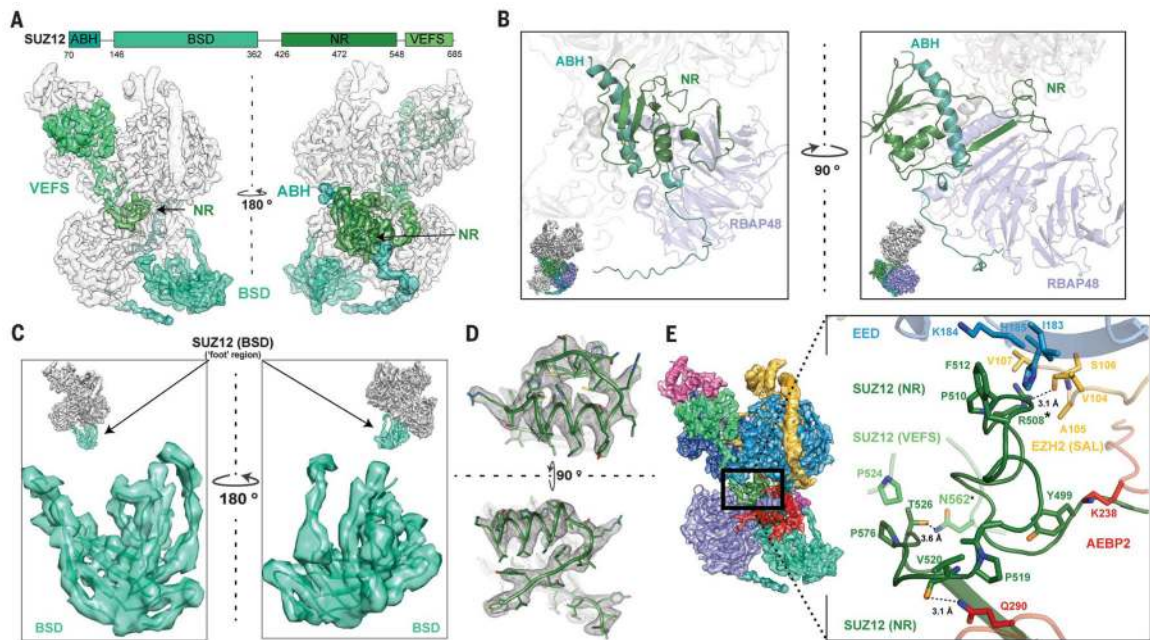 A
SUZ12 ABH BSD NR VEFS
70 146 362 426 472 548 685
VEFS
NR
BSD
180 º
ABH
NR
B
ABH
NR
RBAP48
90 º
ABH
NR
RBAP48
C
SUZ12 (BSD)
('foot' region)
180 º
BSD
BSD
D
90 º
E
EED
K184 H185 I183
V107 S106
F512
SUZ12 (NR)
P510
V104
3.1 Å
R508*
A105
EZH2 (SAL)
SUZ12 (VEFS)
P524
T526 N562*
Y499
K238
3.6 Å
P576
AEBP2
V520
P519
3.1 Å
Q290
SUZ12 (NR)